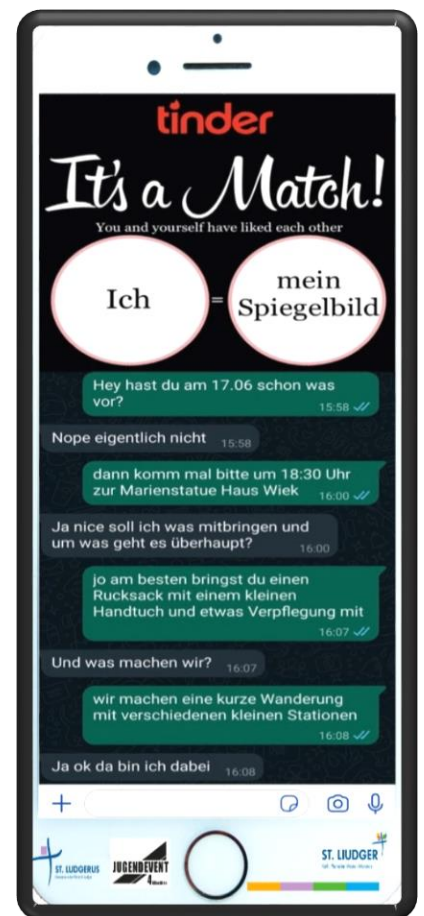 tinder
It's a Match!
You and yourself have liked each other
Ich
=
mein
Spiegelbild
Hey hast du am 17.06 schon was
vor?
15:58
Nope eigentlich nicht 15:58
dann komm mal bitte um 18:30 Uhr
zur Marienstatue Haus Wiek 16:00
Ja nice soll ich was mitbringen und
um was geht es überhaupt? 16:00
jo am besten bringst du einen
Rucksack mit einem kleinen
Handtuch und etwas Verpflegung mit
16:07
Und was machen wir? 16:07
wir machen eine kurze Wanderung
mit verschiedenen kleinen Stationen
16:08
Ja ok da bin ich dabei 16:08
ST. LUDGERUS
JUGENDEVENT
ST. LIUDGER